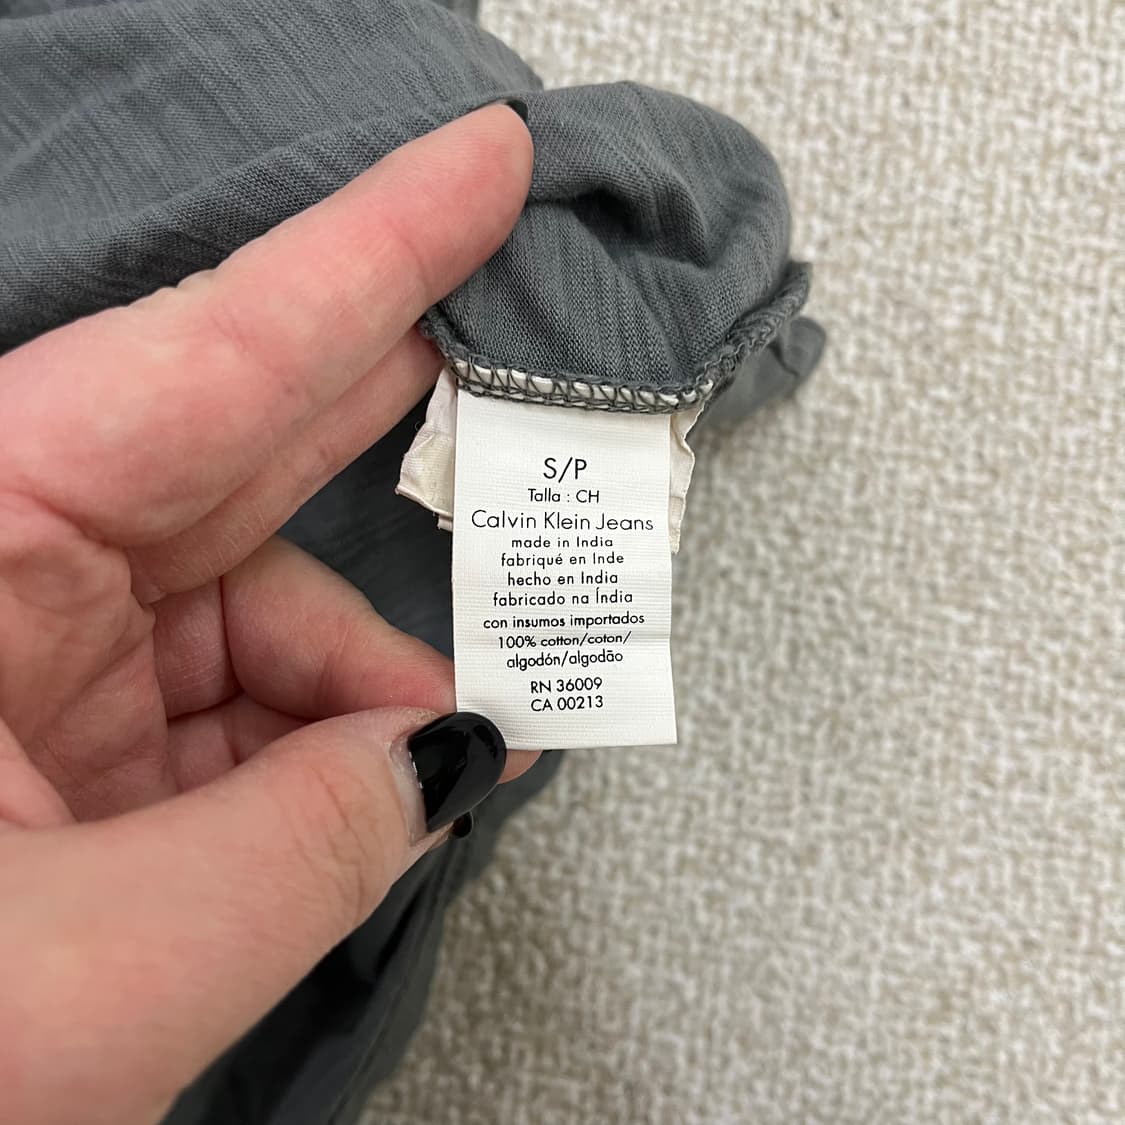 S/P
Talla : CH
Calvin Klein Jeans
made in India
fabriqué en Inde
hecho en India
fabricado na Índia
con insumos importados
100% cotton/coton/
algodón/algodão
RN 36009
CA 00213